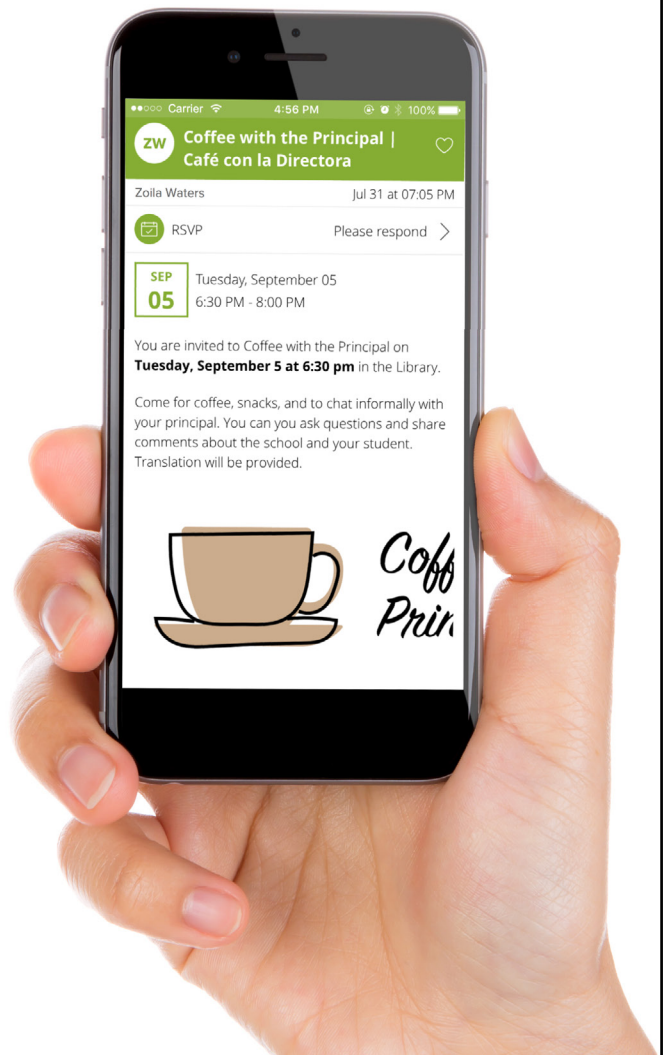 Carrier 4:56 PM 100%
ZW
Coffee with the Principal |
Café con la Directora
Zoila Waters Jul 31 at 07:05 PM
RSVP Please respond
SEP
05
Tuesday, September 05
6:30 PM - 8:00 PM
You are invited to Coffee with the Principal on
Tuesday, September 5 at 6:30 pm in the Library.
Come for coffee, snacks, and to chat informally with
your principal. You can you ask questions and share
comments about the school and your student.
Translation will be provided.
Coff
Prin